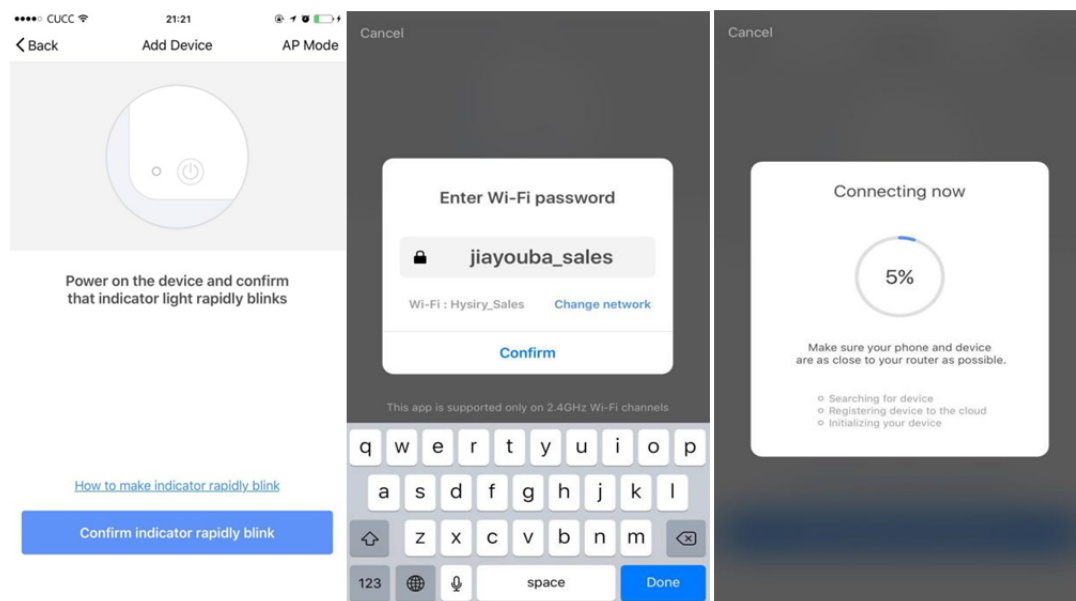 CUCC 21:21
Back Add Device AP Mode
Power on the device and confirm
that indicator light rapidly blinks
How to make indicator rapidly blink
Confirm indicator rapidly blink
Cancel
Enter Wi-Fi password
jiayouba_sales
Wi-Fi : Hysiry_Sales Change network
Confirm
This app is supported only on 2.4GHz Wi-Fi channels
q w e r t y u i o p
a s d f g h j k l
z x c v b n m
123 space Done
Cancel
Connecting now
5%
Make sure your phone and device
are as close to your router as possible.
Searching for device
Registering device to the cloud
Initializing your device